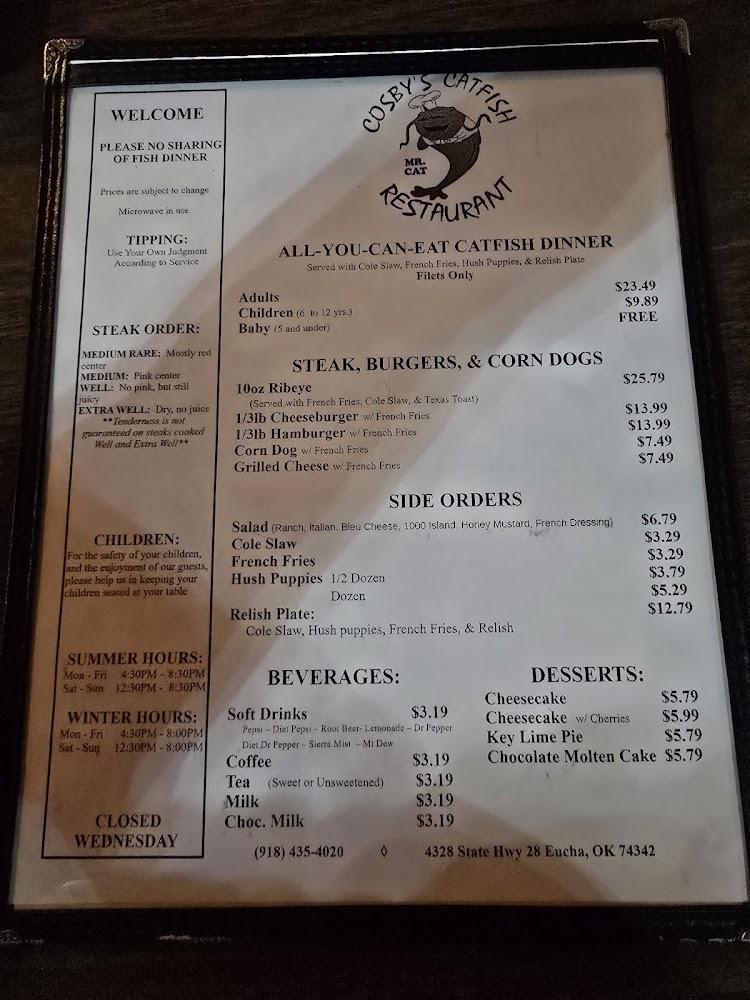 WELCOME
PLEASE NO SHARING
OF FISH DINNER
Prices are subject to change
Microwave in use
TIPPING:
Use Your Own Judgment
According to Service
STEAK ORDER:
MEDIUM RARE: Mostly red
center
MEDIUM: Pink center
WELL: No pink, but still
juicy
EXTRA WELL: Dry, no juice
**Tenderness is not
guaranteed on steaks cooked
Well and Extra Well**
CHILDREN:
For the safety of your children,
and the enjoyment of our guests,
please help us in keeping your
children seated at your table
SUMMER HOURS:
Mon - Fri 4:30PM - 8:30PM
Sat - Sun 12:30PM - 8:30PM
WINTER HOURS:
Mon - Fri 4:30PM - 8:00PM
Sat - Sun 12:30PM - 8:00PM
CLOSED
WEDNESDAY
COSBY'S CATFISH
MR.
CAT
RESTAURANT
ALL-YOU-CAN-EAT CATFISH DINNER
Served with Cole Slaw, French Fries, Hush Puppies, & Relish Plate
Filets Only
Adults $23.49
Children (6 to 12 yrs.) $9.89
Baby (5 and under) FREE
STEAK, BURGERS, & CORN DOGS
10oz Ribeye $25.79
(Served with French Fries, Cole Slaw, & Texas Toast)
1/3lb Cheeseburger w/ French Fries $13.99
1/3lb Hamburger w/ French Fries $13.99
Corn Dog w/ French Fries $7.49
Grilled Cheese w/ French Fries $7.49
SIDE ORDERS
Salad (Ranch, Italian, Bleu Cheese, 1000 Island, Honey Mustard, French Dressing) $6.79
Cole Slaw $3.29
French Fries $3.29
Hush Puppies 1/2 Dozen $3.79
Dozen $5.29
Relish Plate: $12.79
Cole Slaw, Hush puppies, French Fries, & Relish
BEVERAGES:
Soft Drinks $3.19
Pepsi – Diet Pepsi – Root Beer- Lemonade – Dr Pepper
Diet Dr Pepper – Sierra Mist – Mt Dew
Coffee $3.19
Tea (Sweet or Unsweetened) $3.19
Milk $3.19
Choc. Milk $3.19
DESSERTS:
Cheesecake $5.79
Cheesecake w/ Cherries $5.99
Key Lime Pie $5.79
Chocolate Molten Cake $5.79
(918) 435-4020 ◊ 4328 State Hwy 28 Eucha, OK 74342